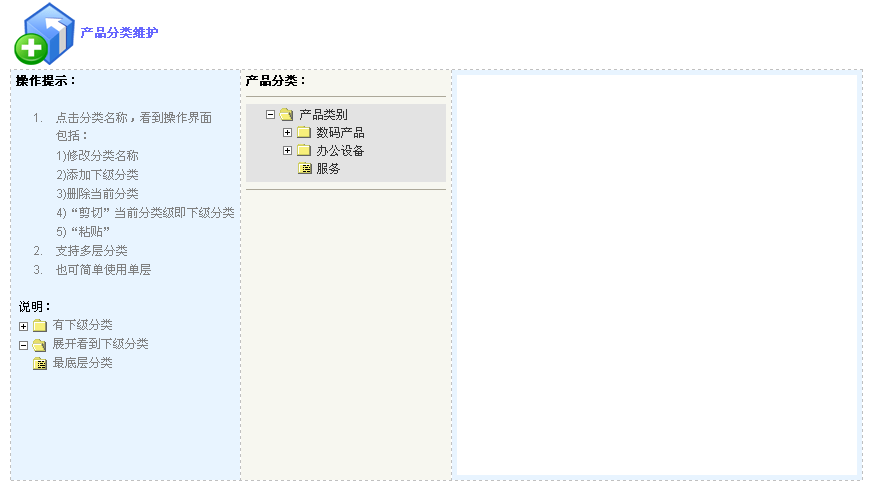 产品分类维护
操作提示：
1. 点击分类名称，看到操作界面
包括：
1)修改分类名称
2)添加下级分类
3)删除当前分类
4)“剪切”当前分类级即下级分类
5)“粘贴”
2. 支持多层分类
3. 也可简单使用单层
说明：
有下级分类
展开看到下级分类
最底层分类
产品分类：
产品类别
数码产品
办公设备
服务